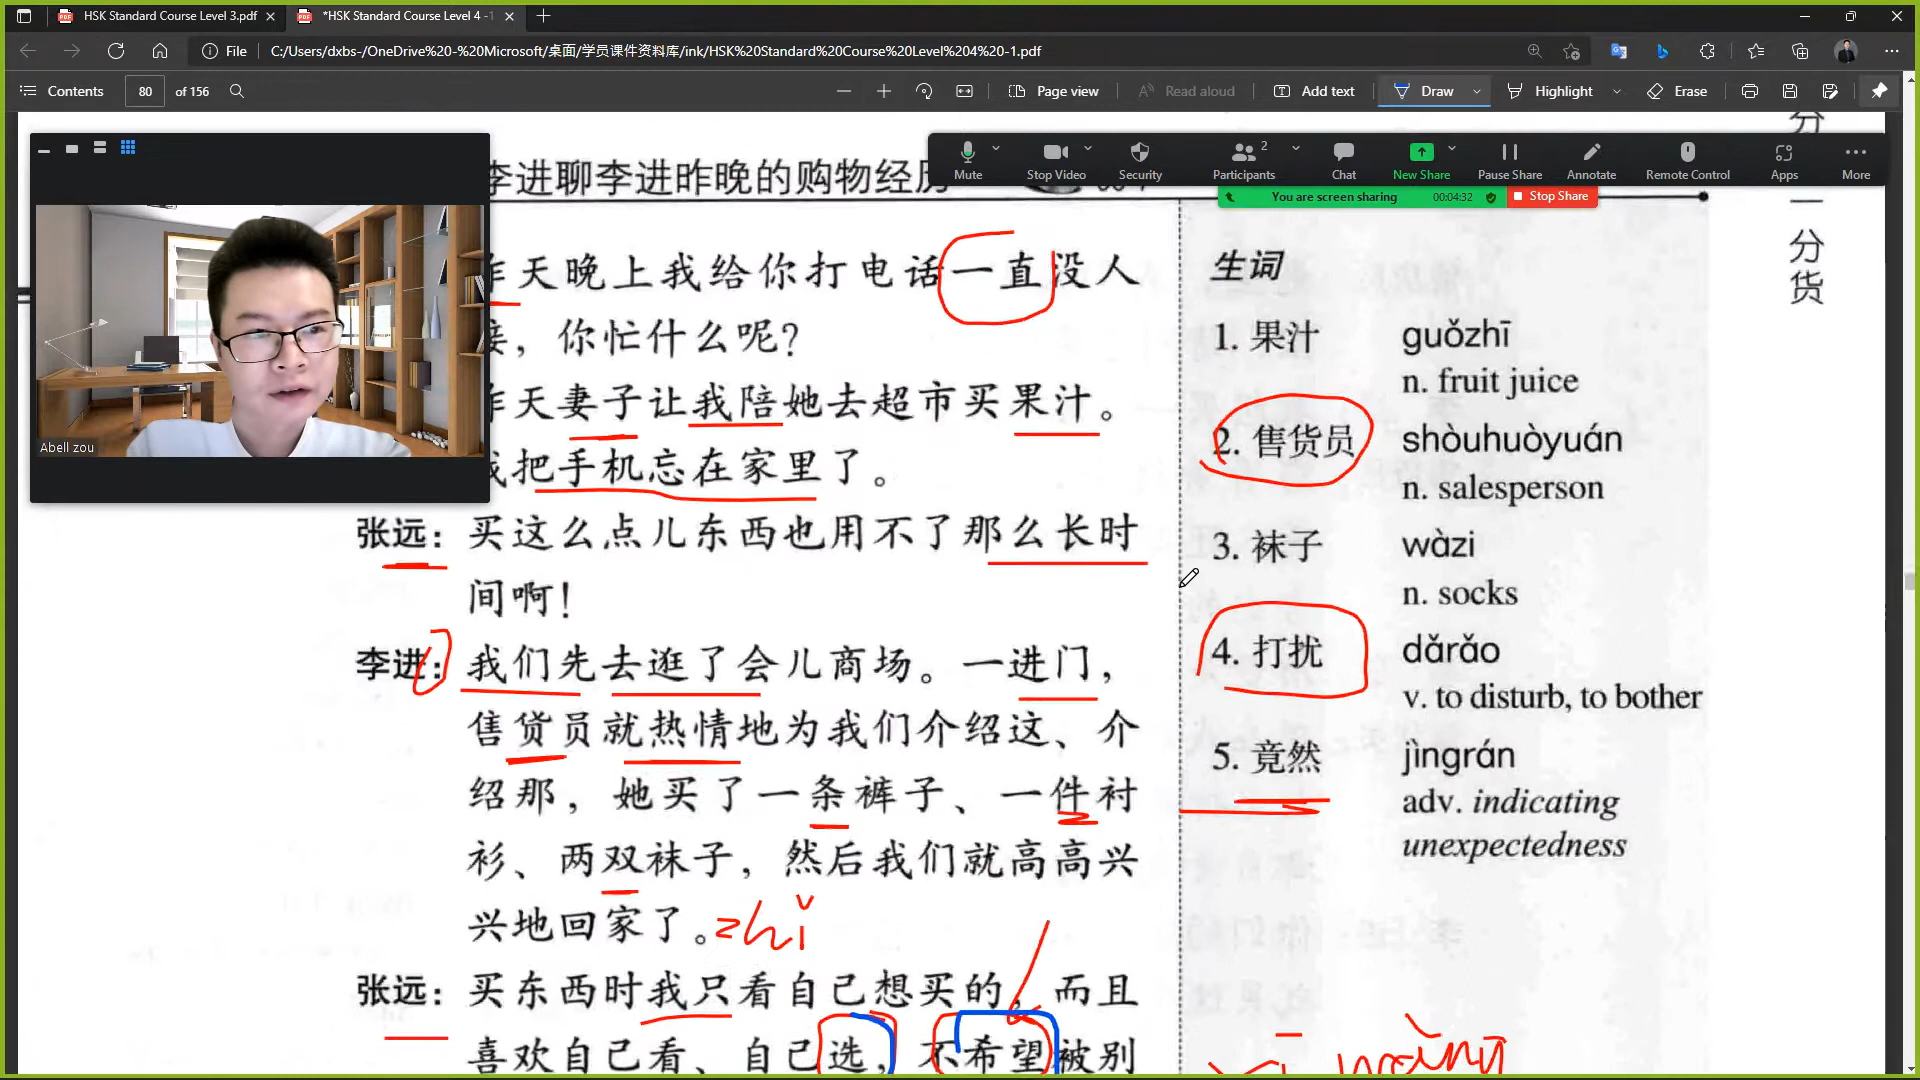 HSK Standard Course Level 3.pdf
*HSK Standard Course Level 4 -1
File
C:/Users/dxbs-/OneDrive%20-%20Microsoft/桌面/学员课件资料库/ink/HSK%20Standard%20Course%20Level%204%20-1.pdf
Contents
80
of 156
Page view
Read aloud
Add text
Draw
Highlight
Erase
Mute
Stop Video
Security
Participants
2
Chat
New Share
Pause Share
Annotate
Remote Control
Apps
More
You are screen sharing
00:04:32
Stop Share
Abell zou
李进聊李进昨晚的购物经历
昨天晚上我给你打电话一直没人
接，你忙什么呢？
昨天妻子让我陪她去超市买果汁。
我把手机忘在家里了。
张远：买这么点儿东西也用不了那么长时
间啊！
李进：我们先去逛了会儿商场。一进门，
售货员就热情地为我们介绍这、介
绍那，她买了一条裤子、一件衬
衫、两双袜子，然后我们就高高兴
兴地回家了。
zhǐ
张远：买东西时我只看自己想买的，而且
喜欢自己看、自己选，不希望被别
生词
1. 果汁 guǒzhī
n. fruit juice
2. 售货员 shòuhuòyuán
n. salesperson
3. 袜子 wàzi
n. socks
4. 打扰 dǎrǎo
v. to disturb, to bother
5. 竟然 jìngrán
adv. indicating
unexpectedness
分
一
分
货